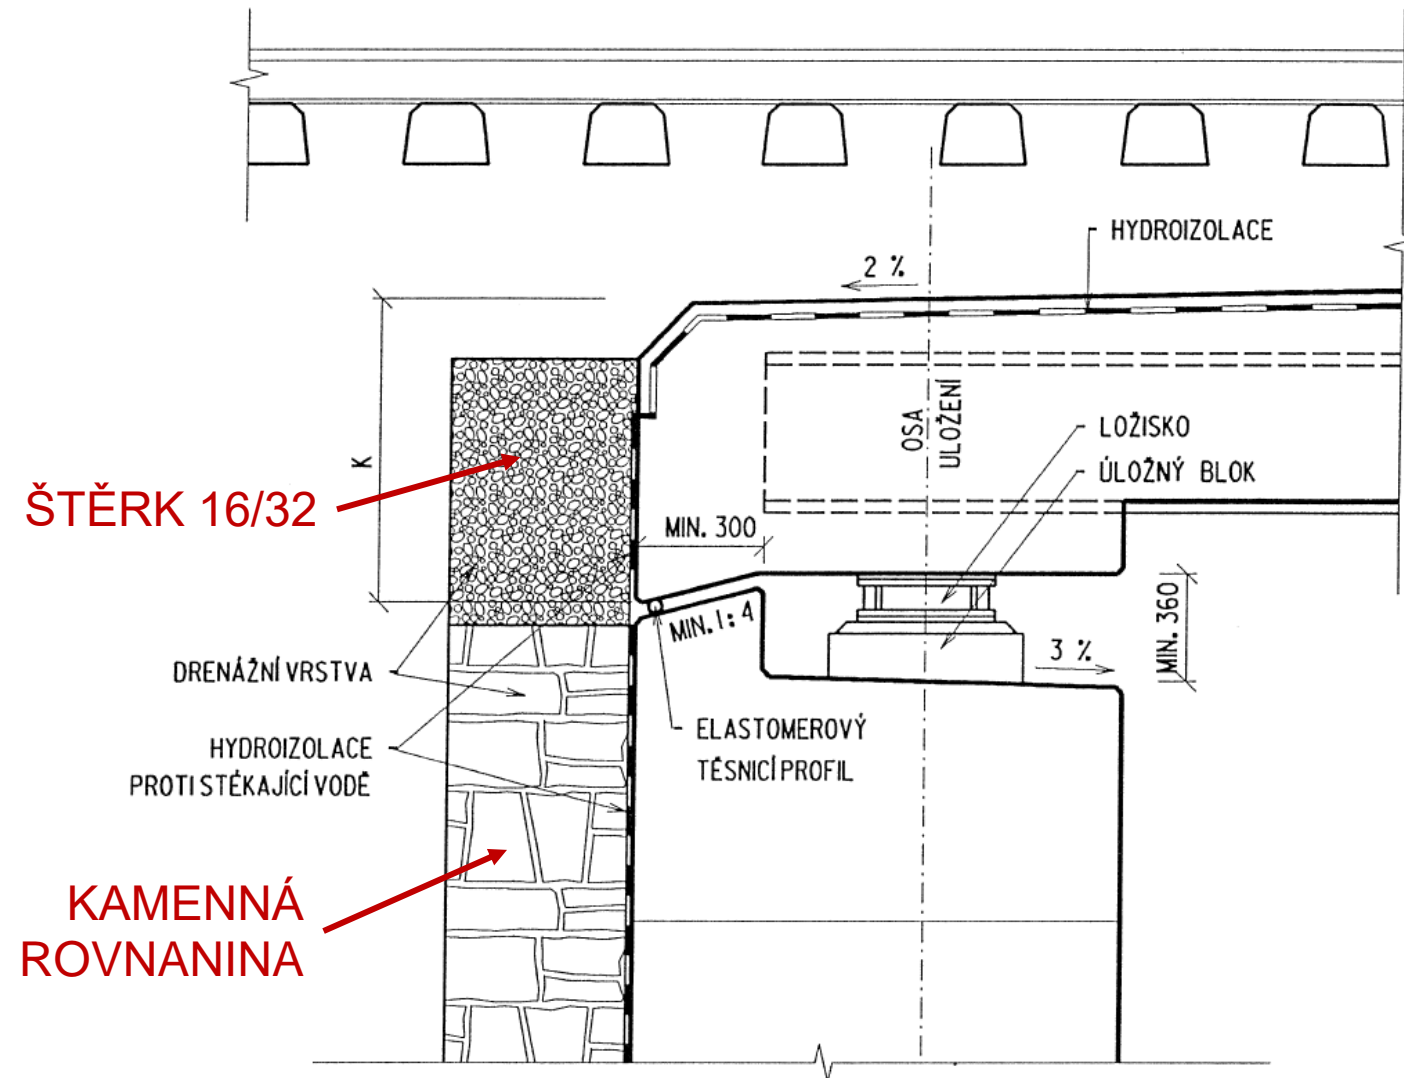 HYDROIZOLACE
2 %
OSA
ULOŽENÍ
LOŽISKO
ÚLOŽNÝ BLOK
K
ŠTĚRK 16/32
MIN. 300
MIN. 1:4
MIN. 360
3 %
DRENÁŽNÍ VRSTVA
HYDROIZOLACE
PROTI STÉKAJÍCÍ VODĚ
ELASTOMEROVÝ
TĚSNICÍ PROFIL
KAMENNÁ
ROVNANINA